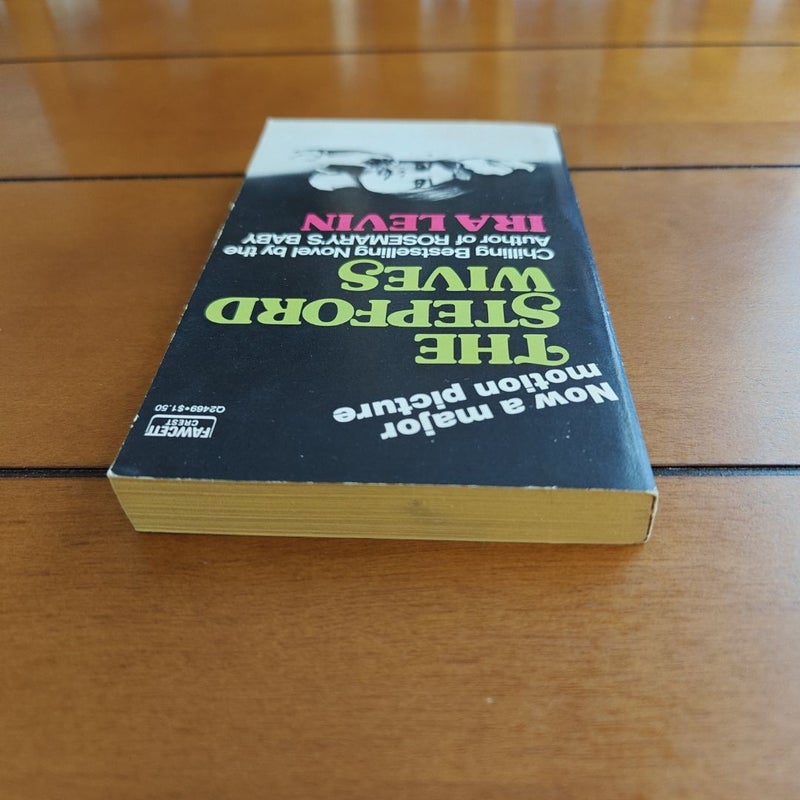 FAWCETT
CREST
Q2469•$1.50
Now a major
motion picture
THE
STEPFORD
WIVES
Chilling Bestselling Novel by the
Author of ROSEMARY'S BABY
IRA LEVIN